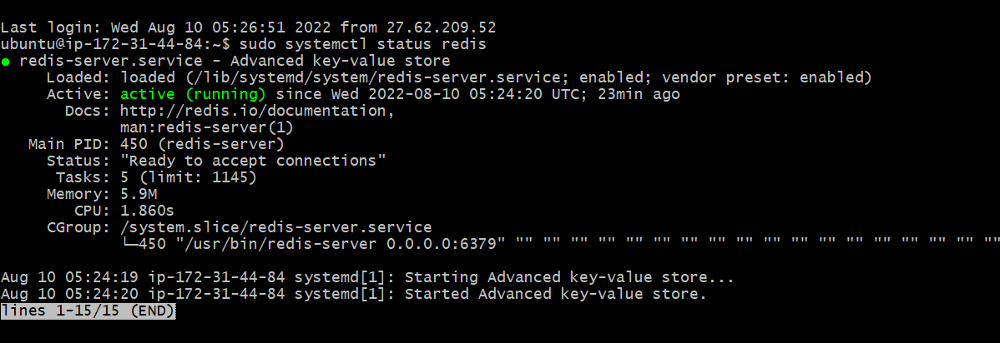 Last login: Wed Aug 10 05:26:51 2022 from 27.62.209.52
ubuntu@ip-172-31-44-84:~$ sudo systemctl status redis
● redis-server.service - Advanced key-value store
     Loaded: loaded (/lib/systemd/system/redis-server.service; enabled; vendor preset: enabled)
     Active: active (running) since Wed 2022-08-10 05:24:20 UTC; 23min ago
       Docs: http://redis.io/documentation,
             man:redis-server(1)
   Main PID: 450 (redis-server)
     Status: "Ready to accept connections"
      Tasks: 5 (limit: 1145)
     Memory: 5.9M
        CPU: 1.860s
     CGroup: /system.slice/redis-server.service
             └─450 "/usr/bin/redis-server 0.0.0.0:6379" "" "" "" "" "" "" "" "" "" "" "" "" "" "" "" "" "" ""

Aug 10 05:24:19 ip-172-31-44-84 systemd[1]: Starting Advanced key-value store...
Aug 10 05:24:20 ip-172-31-44-84 systemd[1]: Started Advanced key-value store.
lines 1-15/15 (END)